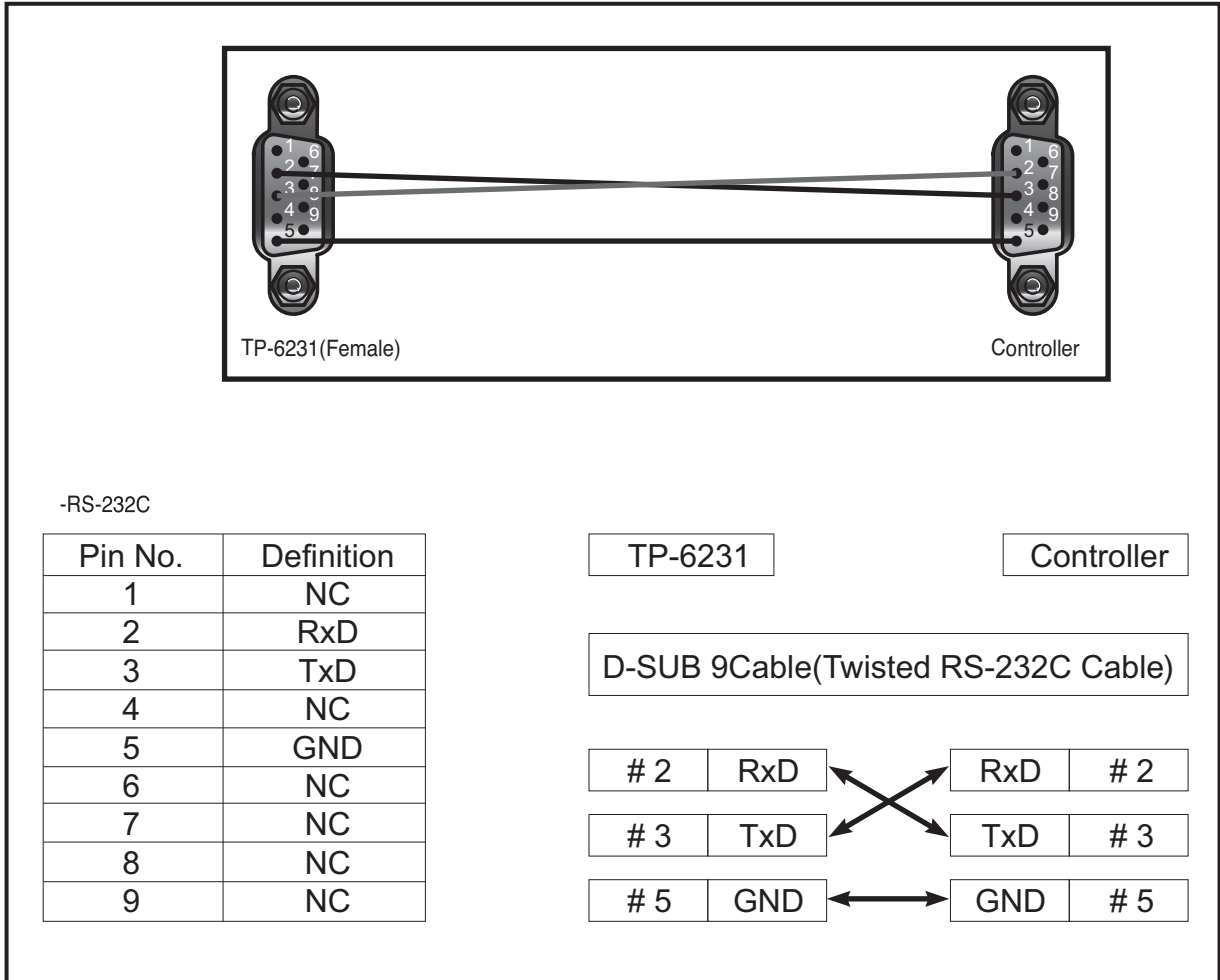 1 6
2 7
3 8
4 9
5
1 6
2 7
3 8
4 9
5
TP-6231(Female)
Controller
-RS-232C
Pin No. Definition
1 NC
2 RxD
3 TxD
4 NC
5 GND
6 NC
7 NC
8 NC
9 NC
TP-6231
Controller
D-SUB 9Cable(Twisted RS-232C Cable)
# 2 RxD RxD # 2
# 3 TxD TxD # 3
# 5 GND GND # 5